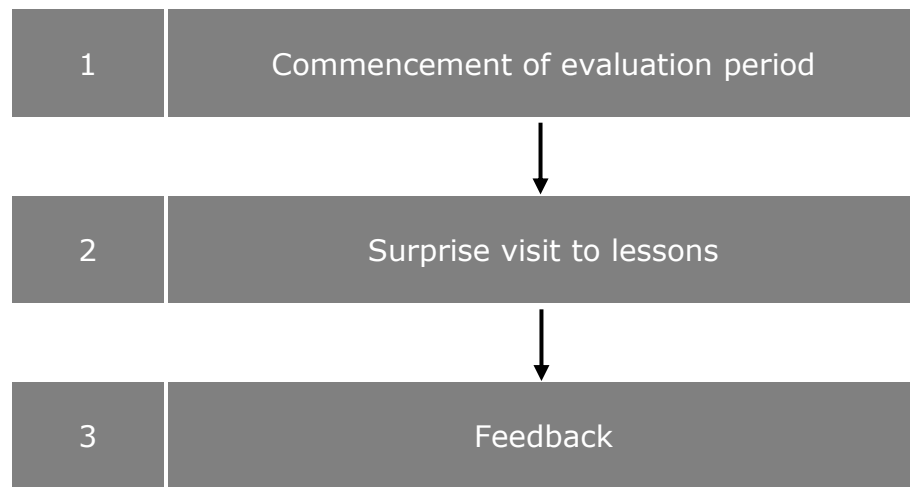 1 Commencement of evaluation period
2 Surprise visit to lessons
3 Feedback